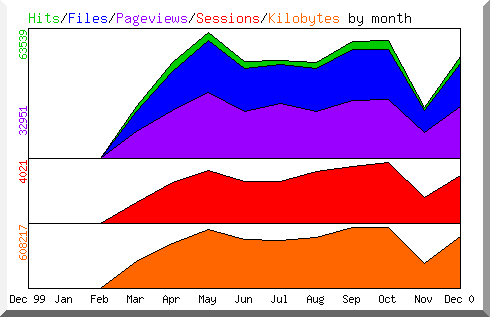 Hits/Files/Pageviews/Sessions/Kilobytes by month
63539
32951
4021
608217
Dec 99 Jan Feb Mar Apr May Jun Jul Aug Sep Oct Nov Dec 0